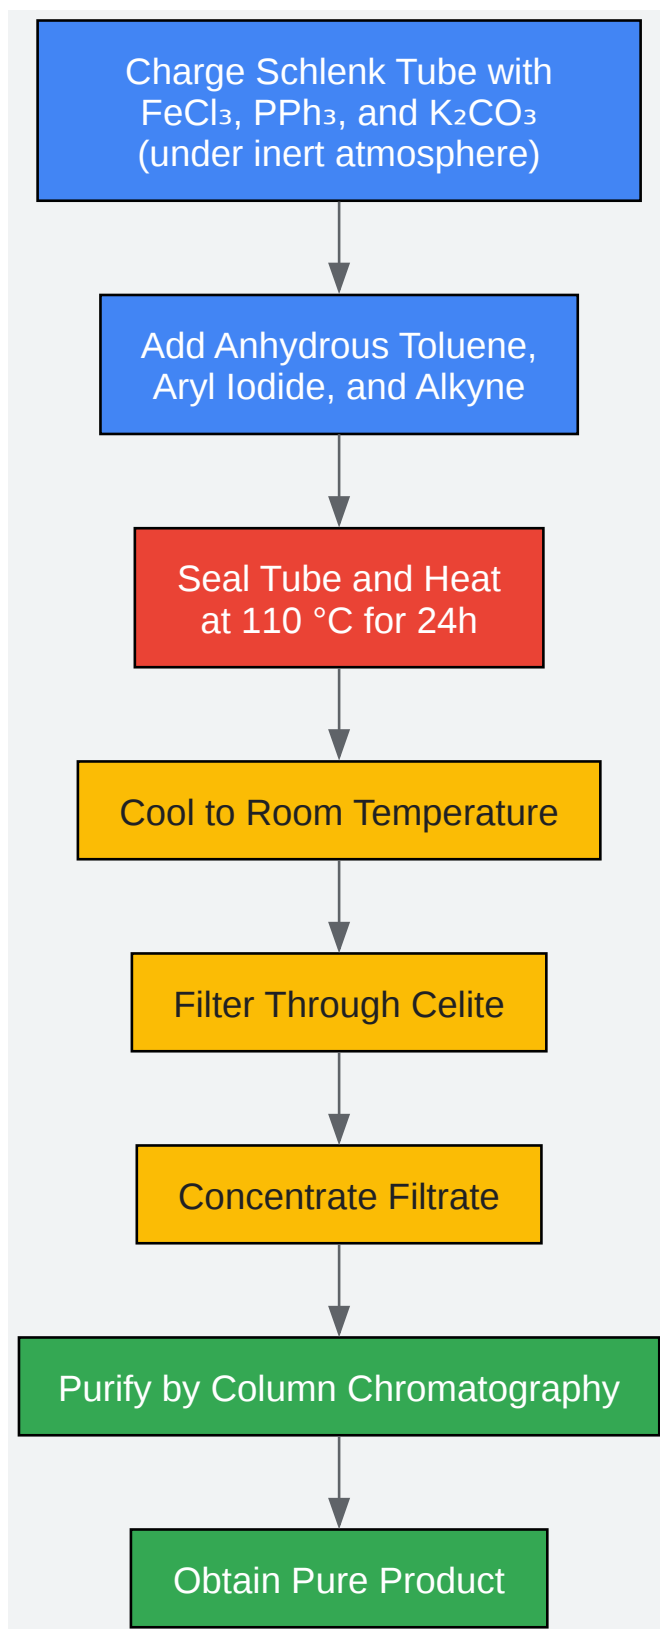 Charge Schlenk Tube with
FeCl₃, PPh₃, and K₂CO₃
(under inert atmosphere)
Add Anhydrous Toluene,
Aryl Iodide, and Alkyne
Seal Tube and Heat
at 110 °C for 24h
Cool to Room Temperature
Filter Through Celite
Concentrate Filtrate
Purify by Column Chromatography
Obtain Pure Product